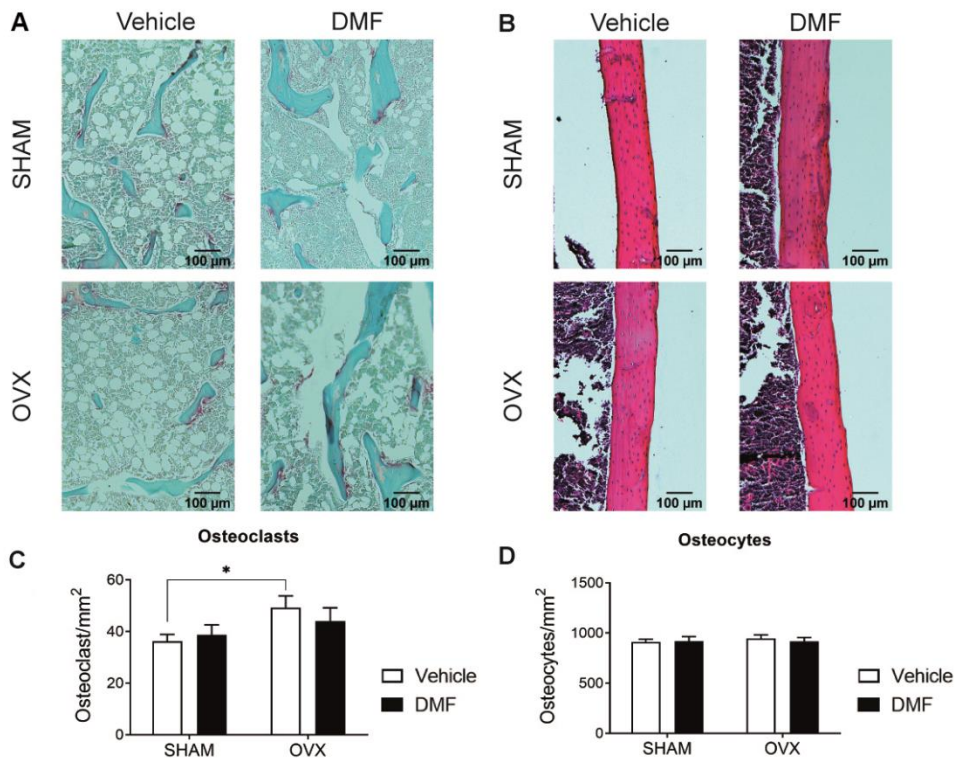 A
Vehicle
DMF
B
Vehicle
DMF
SHAM
100 µm
100 µm
SHAM
100 µm
100 µm
OVX
100 µm
100 µm
OVX
100 µm
100 µm
Osteoclasts
Osteocytes
C
D
*
Osteoclast/mm²
60
40
20
0
SHAM
OVX
Vehicle
DMF
Osteocytes/mm²
1500
1000
500
0
SHAM
OVX
Vehicle
DMF